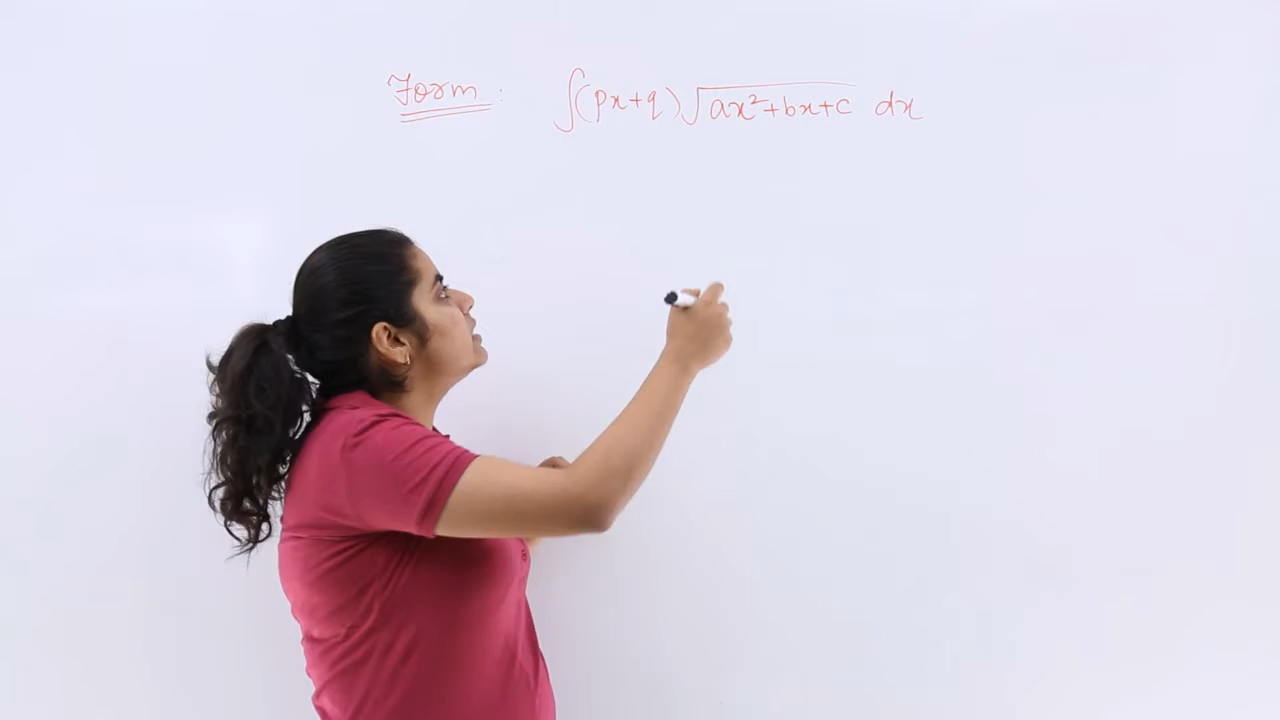 Form : ∫(px+q)√(ax²+bx+c) dx